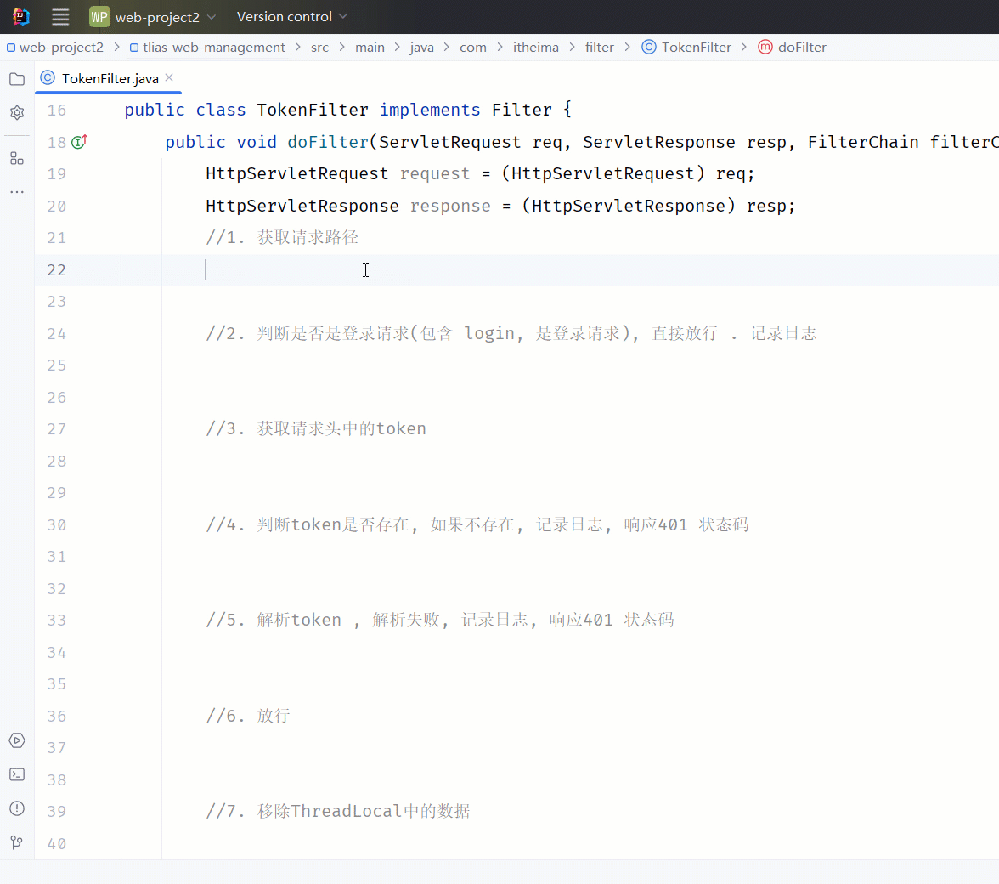 WP web-project2 Version control
web-project2 > tlias-web-management > src > main > java > com > itheima > filter > TokenFilter > doFilter
TokenFilter.java
16 public class TokenFilter implements Filter {
18 public void doFilter(ServletRequest req, ServletResponse resp, FilterChain filterC
19 HttpServletRequest request = (HttpServletRequest) req;
20 HttpServletResponse response = (HttpServletResponse) resp;
21 //1. 获取请求路径
22
23
24 //2. 判断是否是登录请求(包含 login, 是登录请求), 直接放行 . 记录日志
25
26
27 //3. 获取请求头中的token
28
29
30 //4. 判断token是否存在, 如果不存在, 记录日志, 响应401 状态码
31
32
33 //5. 解析token , 解析失败, 记录日志, 响应401 状态码
34
35
36 //6. 放行
37
38
39 //7. 移除ThreadLocal中的数据
40